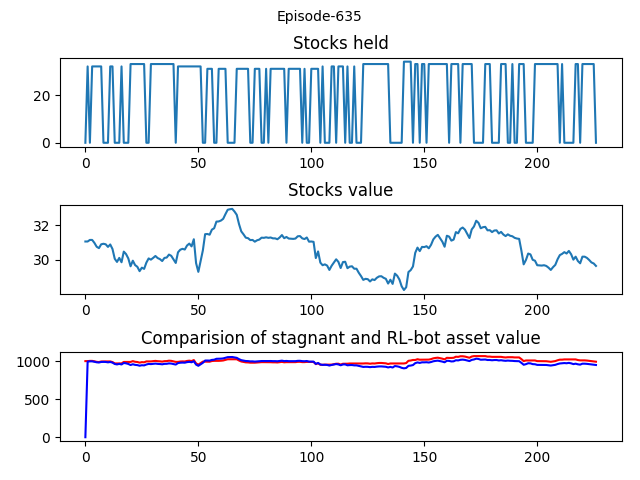 Episode-635
Stocks held
20
0
0 50 100 150 200
Stocks value
32
30
0 50 100 150 200
Comparision of stagnant and RL-bot asset value
1000
500
0
0 50 100 150 200